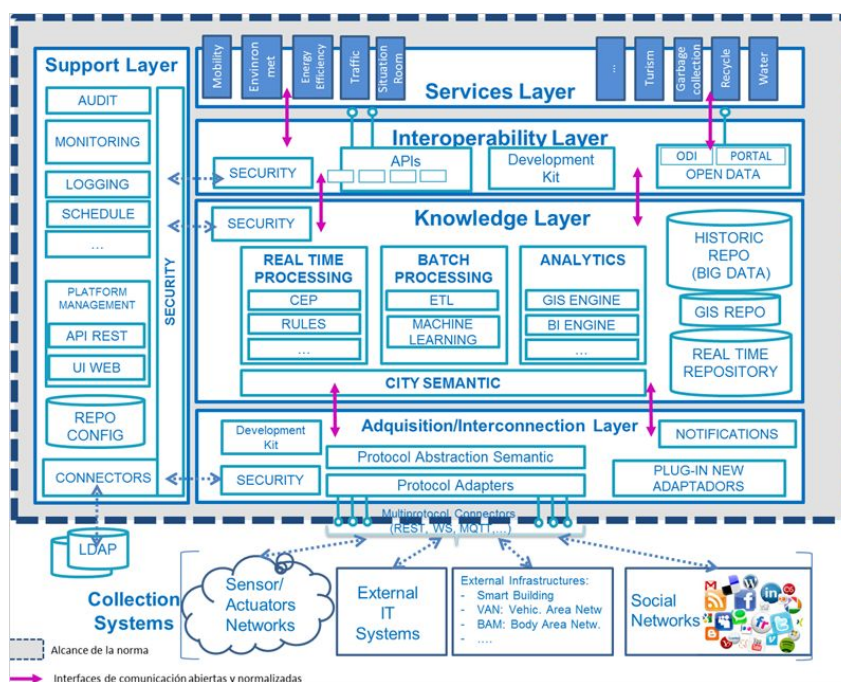 Support Layer
AUDIT
MONITORING
LOGGING
SCHEDULE
...
PLATFORM
MANAGEMENT
API REST
UI WEB
REPO
CONFIG
CONNECTORS
SECURITY
LDAP
Mobility
Environ
met
Energy
Efficiency
Traffic
Situation
Room
...
Turism
Garbage
collection
Recycle
Water
Services Layer
Interoperability Layer
SECURITY
APIs
Development
Kit
ODI
PORTAL
OPEN DATA
SECURITY
Knowledge Layer
REAL TIME
PROCESSING
CEP
RULES
...
BATCH
PROCESSING
ETL
MACHINE
LEARNING
ANALYTICS
GIS ENGINE
BI ENGINE
...
HISTORIC
REPO
(BIG DATA)
GIS REPO
REAL TIME
REPOSITORY
CITY SEMANTIC
Adquisition/Interconnection Layer
Development
Kit
SECURITY
Protocol Abstraction Semantic
Protocol Adapters
NOTIFICATIONS
PLUG-IN NEW
ADAPTADORS
Multiprotocol Connectors
(REST, WS, MQTT,...,)
Collection
Systems
Sensor/
Actuators
Networks
External
IT
Systems
External Infrastructures:
- Smart Building
- VAN: Vehic. Area Netw
- BAM: Body Area Netw.
- ....
Social
Networks
Alcance de la norma
Interfaces de comunicación abiertas y normalizadas